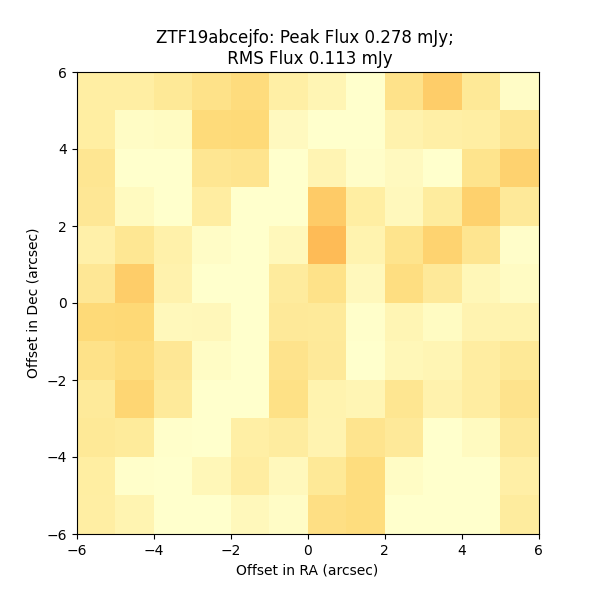 ZTF19abcejfo: Peak Flux 0.278 mJy;
RMS Flux 0.113 mJy
6
4
2
0
−2
−4
−6
Offset in Dec (arcsec)
−6 −4 −2 0 2 4 6
Offset in RA (arcsec)